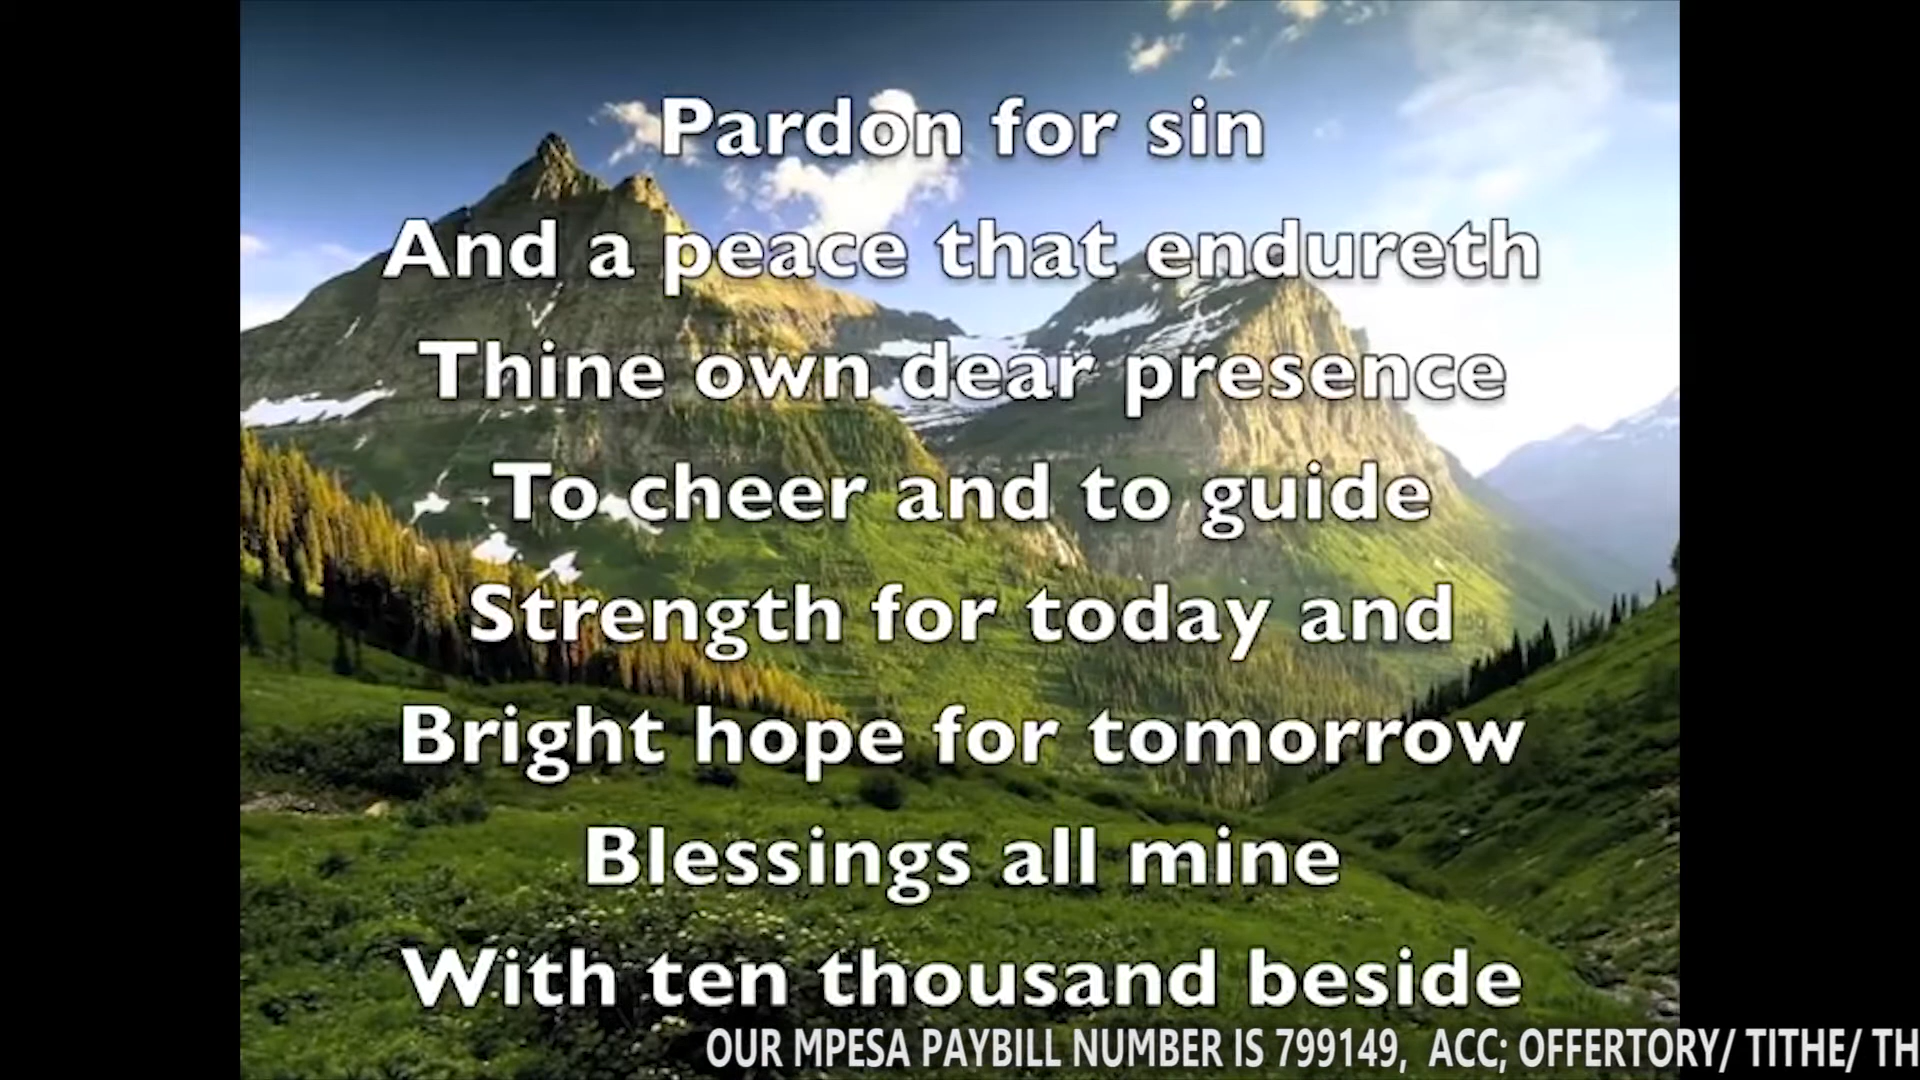 Pardon for sin
And a peace that endureth
Thine own dear presence
To cheer and to guide
Strength for today and
Bright hope for tomorrow
Blessings all mine
With ten thousand beside
OUR MPESA PAYBILL NUMBER IS 799149, ACC; OFFERTORY/ TITHE/ TH